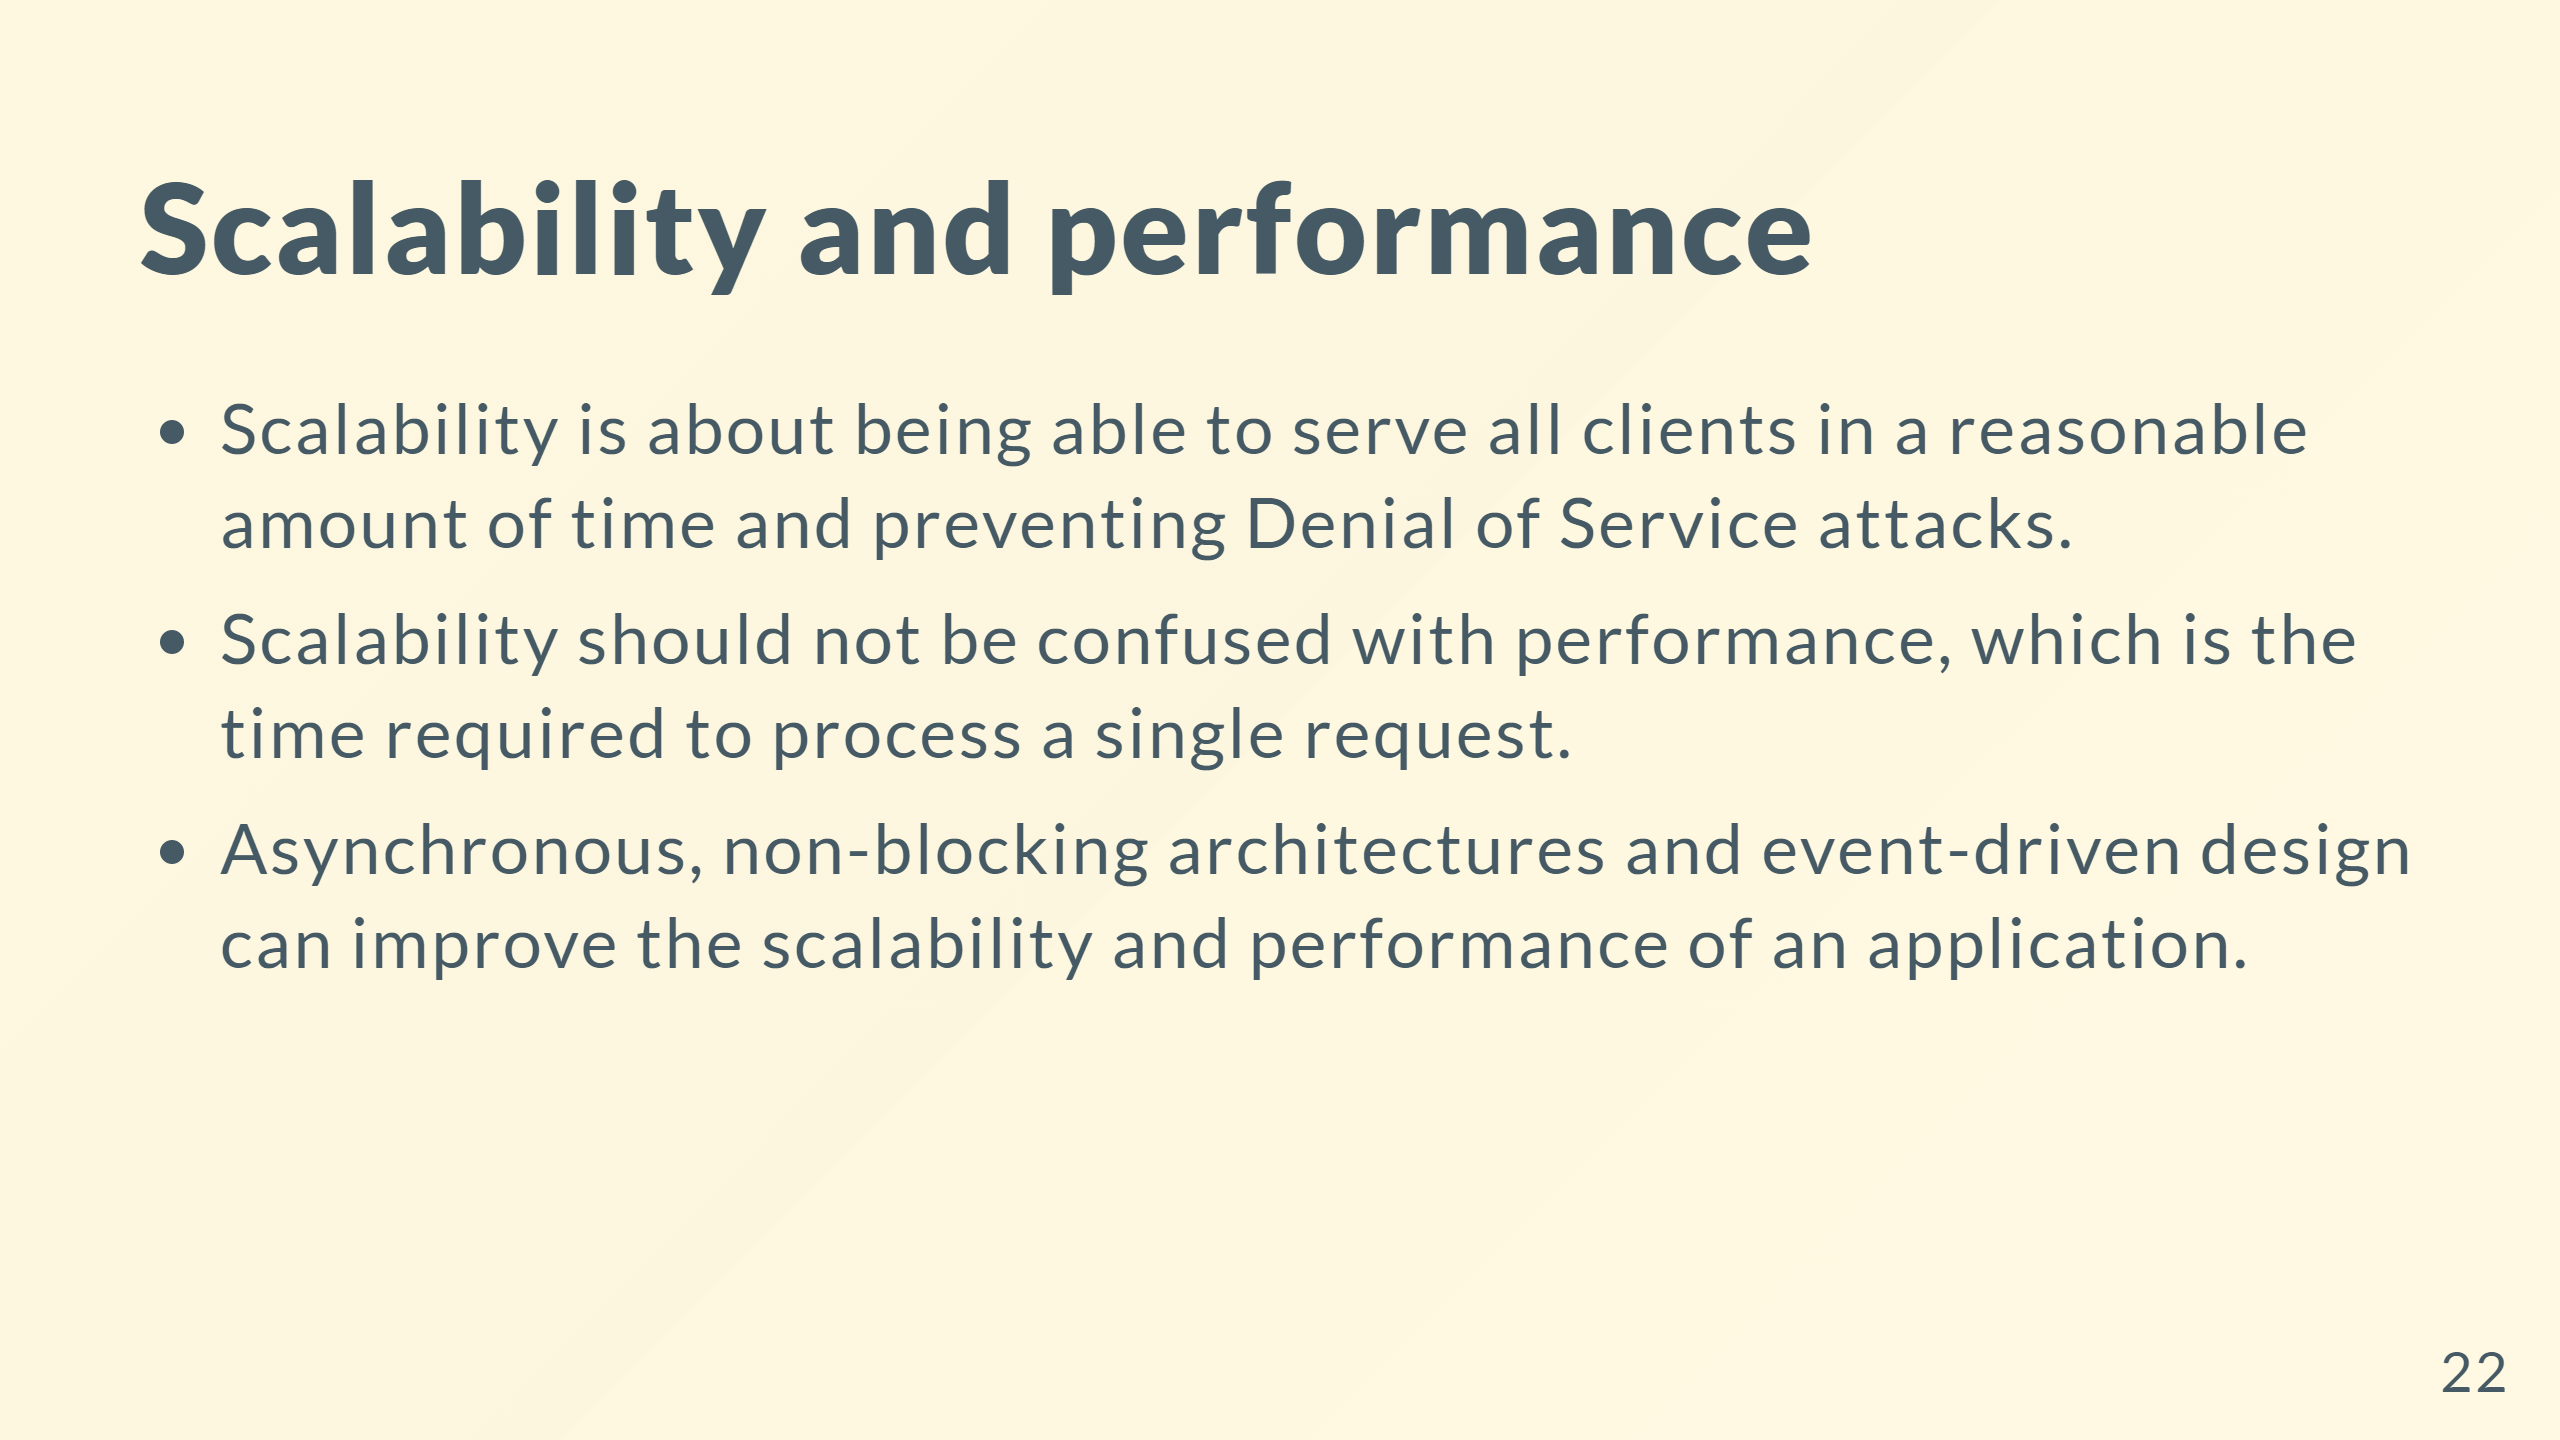 Scalability and performance
• Scalability is about being able to serve all clients in a reasonable
amount of time and preventing Denial of Service attacks.
• Scalability should not be confused with performance, which is the
time required to process a single request.
• Asynchronous, non-blocking architectures and event-driven design
can improve the scalability and performance of an application.
22